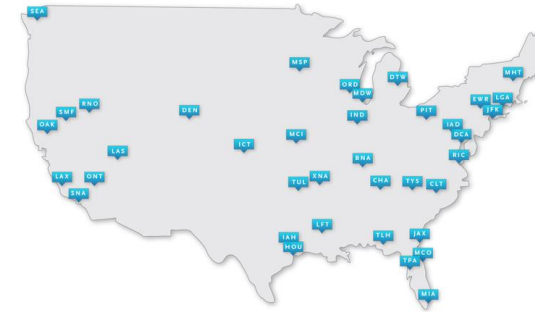 SEA
MSP
MHT
DTW
ORD
MDW
EWR
LGA
RNO
DEN
PIT
JFK
SMF
IND
OAK
IAD
MCI
DCA
ICT
LAS
RIC
BNA
LAX
ONT
XNA
TUL
CHA
TYS
CLT
SNA
LFT
JAX
TLH
IAH
HOU
MCO
TPA
MIA